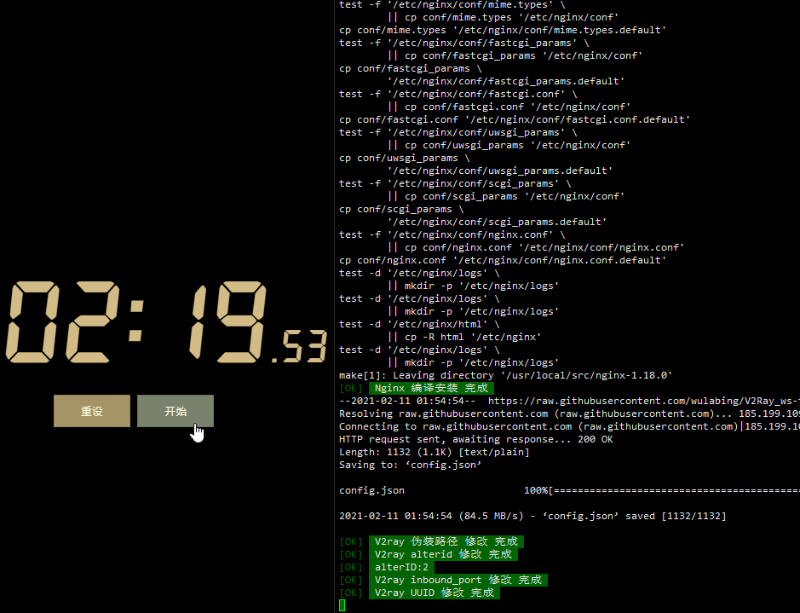 02:19.53
重设
开始
test -f '/etc/nginx/conf/mime.types' \
|| cp conf/mime.types '/etc/nginx/conf'
cp conf/mime.types '/etc/nginx/conf/mime.types.default'
test -f '/etc/nginx/conf/fastcgi_params' \
|| cp conf/fastcgi_params '/etc/nginx/conf'
cp conf/fastcgi_params \
'/etc/nginx/conf/fastcgi_params.default'
test -f '/etc/nginx/conf/fastcgi.conf' \
|| cp conf/fastcgi.conf '/etc/nginx/conf'
cp conf/fastcgi.conf '/etc/nginx/conf/fastcgi.conf.default'
test -f '/etc/nginx/conf/uwsgi_params' \
|| cp conf/uwsgi_params '/etc/nginx/conf'
cp conf/uwsgi_params \
'/etc/nginx/conf/uwsgi_params.default'
test -f '/etc/nginx/conf/scgi_params' \
|| cp conf/scgi_params '/etc/nginx/conf'
cp conf/scgi_params \
'/etc/nginx/conf/scgi_params.default'
test -f '/etc/nginx/conf/nginx.conf' \
|| cp conf/nginx.conf '/etc/nginx/conf/nginx.conf'
cp conf/nginx.conf '/etc/nginx/conf/nginx.conf.default'
test -d '/etc/nginx/logs' \
|| mkdir -p '/etc/nginx/logs'
test -d '/etc/nginx/logs' \
|| mkdir -p '/etc/nginx/logs'
test -d '/etc/nginx/html' \
|| cp -R html '/etc/nginx'
test -d '/etc/nginx/logs' \
|| mkdir -p '/etc/nginx/logs'
make[1]: Leaving directory '/usr/local/src/nginx-1.18.0'
[OK] Nginx 编译安装 完成
--2021-02-11 01:54:54-- https://raw.githubusercontent.com/wulabing/V2Ray_ws-
Resolving raw.githubusercontent.com (raw.githubusercontent.com)... 185.199.109
Connecting to raw.githubusercontent.com (raw.githubusercontent.com)|185.199.10
HTTP request sent, awaiting response... 200 OK
Length: 1132 (1.1K) [text/plain]
Saving to: ‘config.json’
config.json 100%[========================================
2021-02-11 01:54:54 (84.5 MB/s) - ‘config.json’ saved [1132/1132]
[OK] V2ray 伪装路径 修改 完成
[OK] V2ray alterid 修改 完成
[OK] alterID:2
[OK] V2ray inbound_port 修改 完成
[OK] V2ray UUID 修改 完成